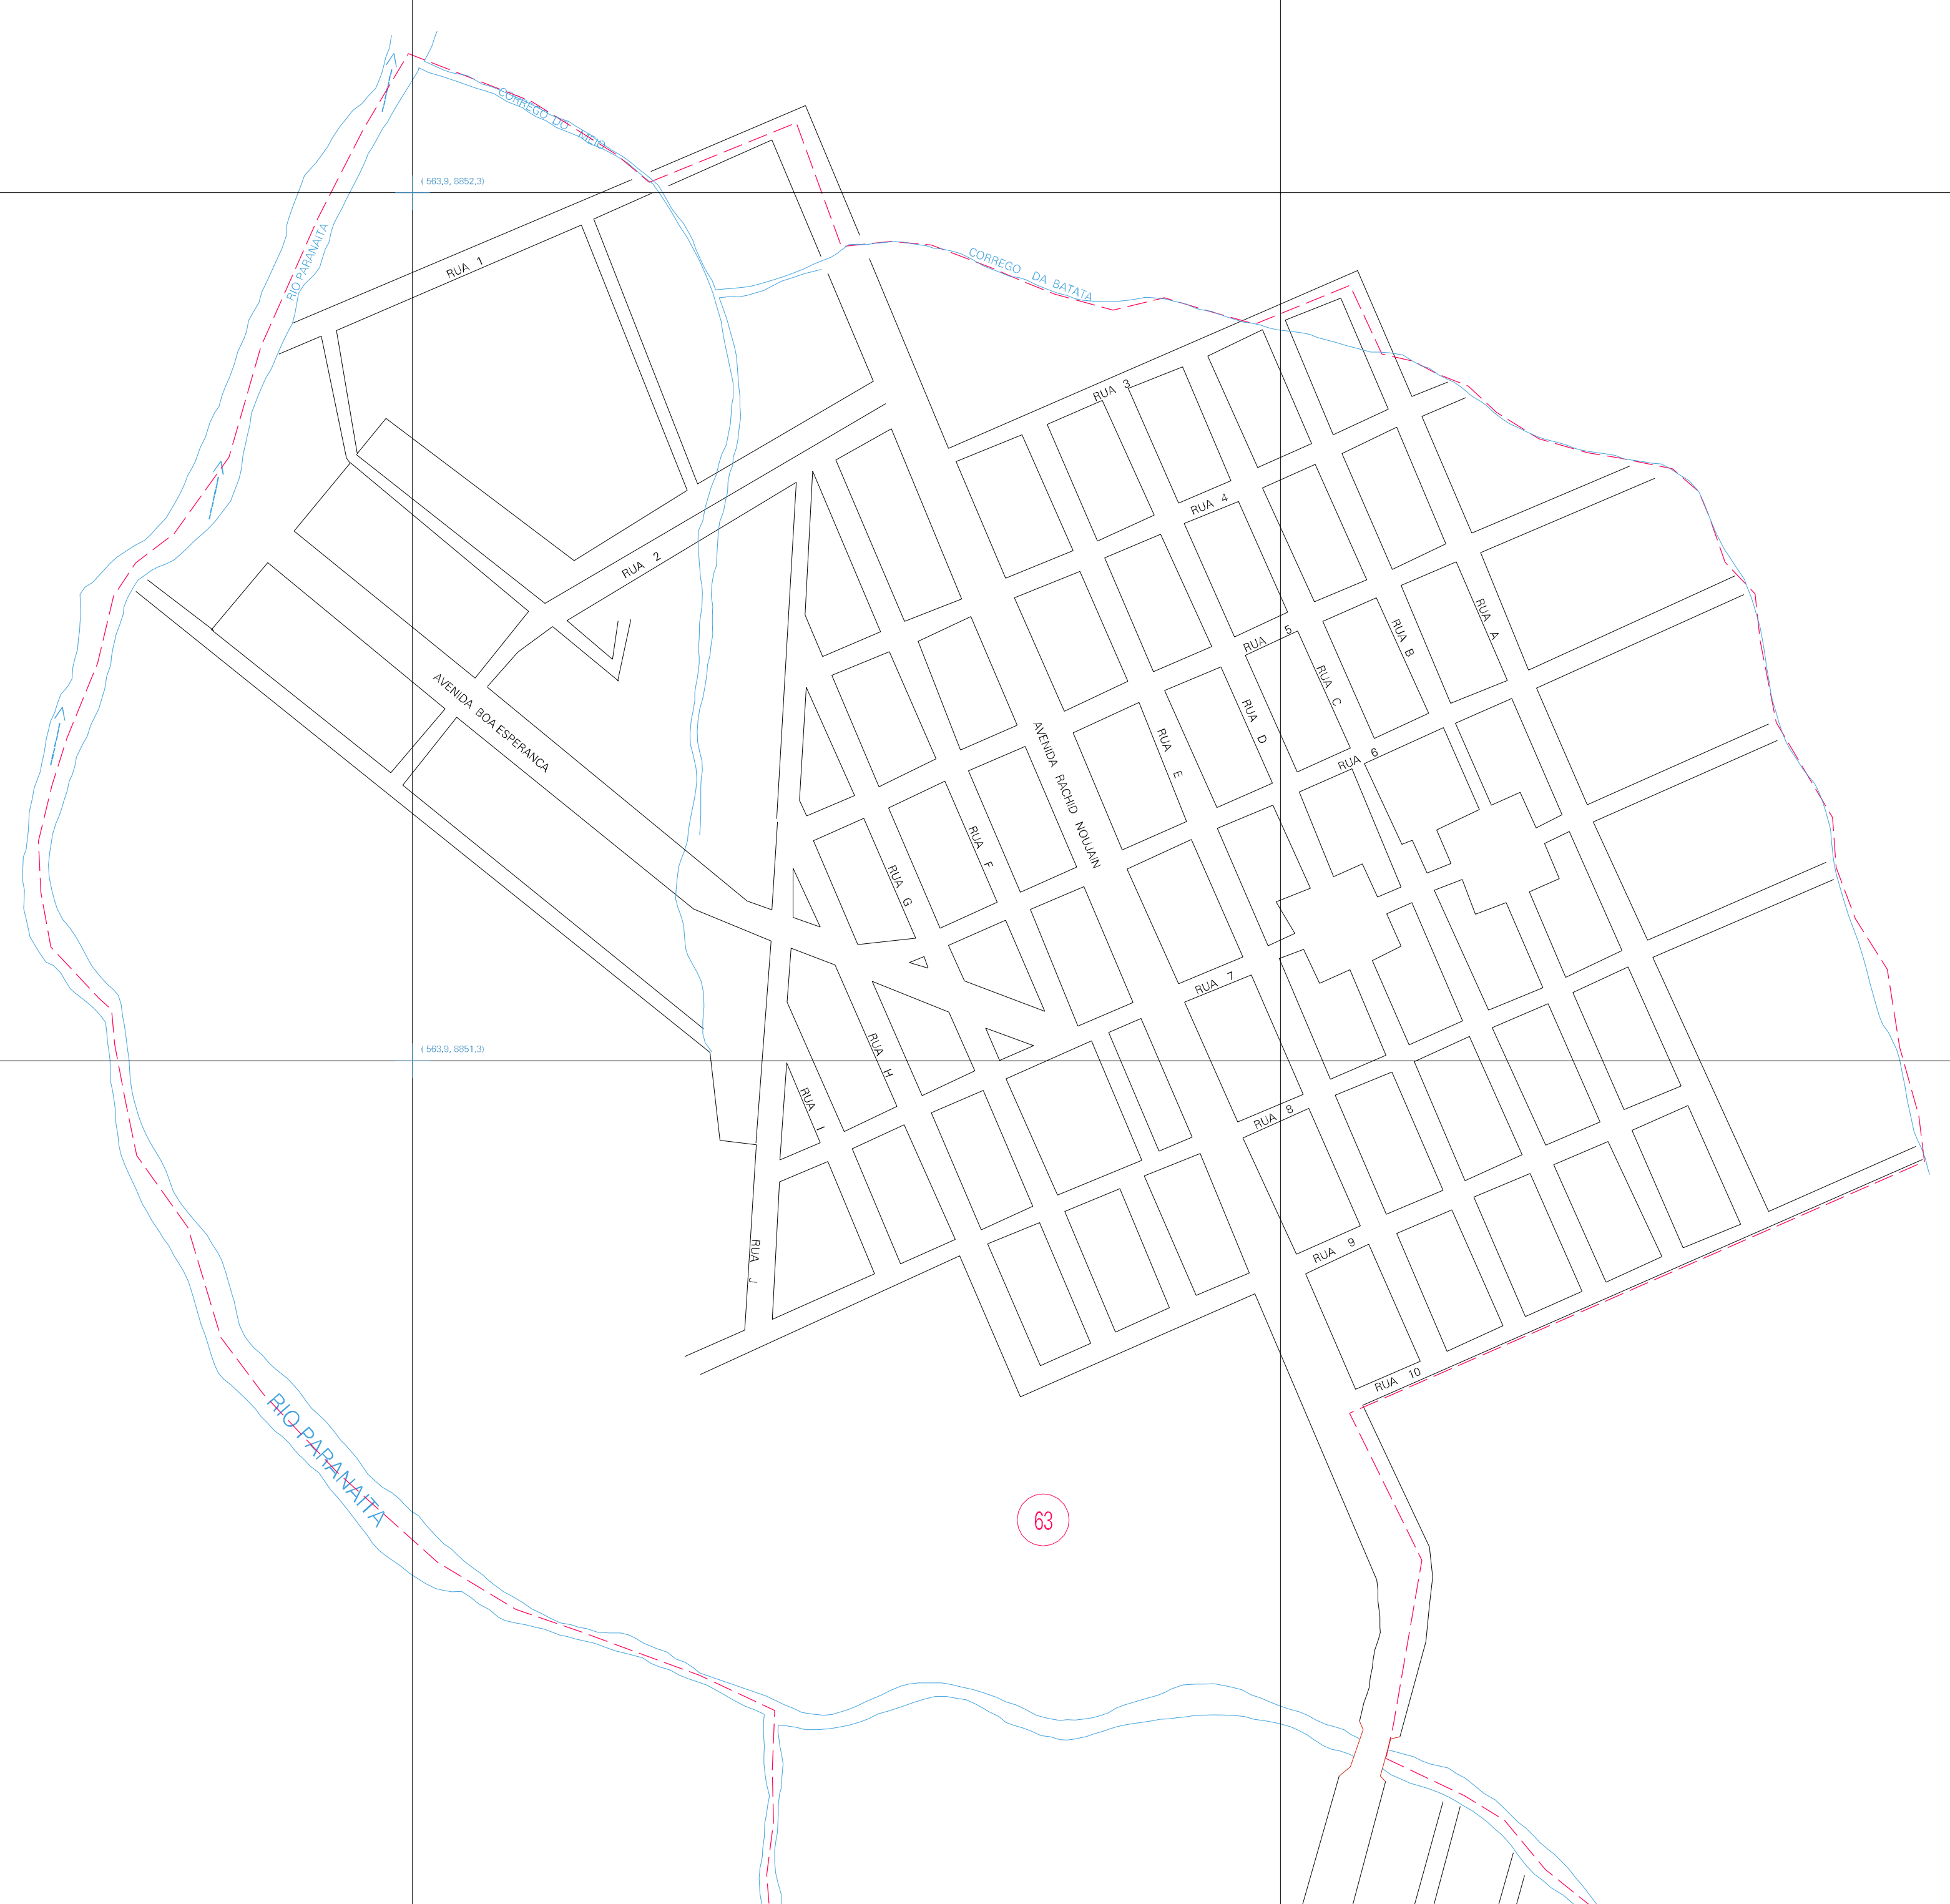 CORREGO DO MEIO
( 563,9, 8852,3)
RIO PARANAITA
RUA 1
CORREGO DA BATATA
RUA 3
RUA 4
RUA 2
RUA 5
RUA A
RUA B
RUA C
RUA D
RUA E
RUA 6
AVENIDA BOA ESPERANCA
AVENIDA RACHID NOUJAIN
RUA F
RUA G
RUA 7
( 563,9, 8851,3)
RUA H
RUA I
RUA 8
RUA J
RUA 9
RUA 10
RIO PARANAITA
63